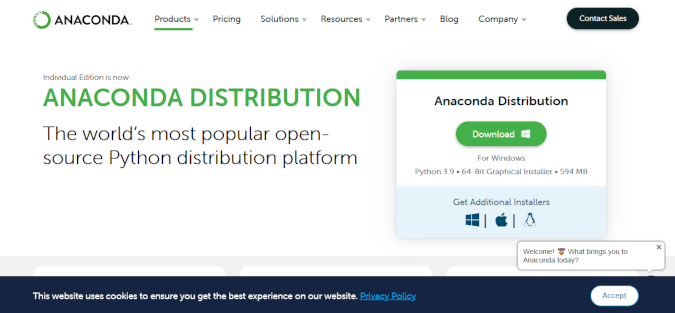 ANACONDA.
Products
Pricing
Solutions
Resources
Partners
Blog
Company
Contact Sales
Individual Edition is now
ANACONDA DISTRIBUTION
The world's most popular open-
source Python distribution platform
Anaconda Distribution
Download
For Windows
Python 3.9 • 64-Bit Graphical Installer • 594 MB
Get Additional Installers
Welcome! What brings you to
Anaconda today?
This website uses cookies to ensure you get the best experience on our website. Privacy Policy
Accept